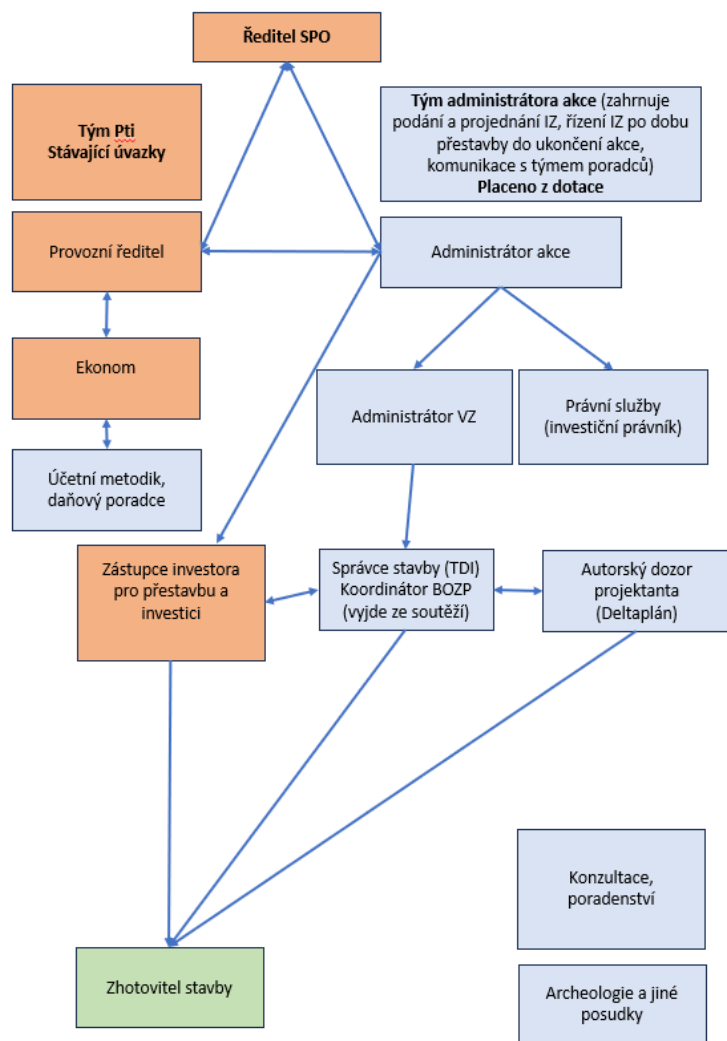 Ředitel SPO
Tým Pti
Stávající úvazky
Tým administrátora akce (zahrnuje
podání a projednání IZ, řízení IZ po dobu
přestavby do ukončení akce,
komunikace s týmem poradců)
Placeno z dotace
Provozní ředitel
Administrátor akce
Ekonom
Administrátor VZ
Právní služby
(investiční právník)
Účetní metodik,
daňový poradce
Zástupce investora
pro přestavbu a
investici
Správce stavby (TDI)
Koordinátor BOZP
(vyjde ze soutěží)
Autorský dozor
projektanta
(Deltaplán)
Konzultace,
poradenství
Zhotovitel stavby
Archeologie a jiné
posudky